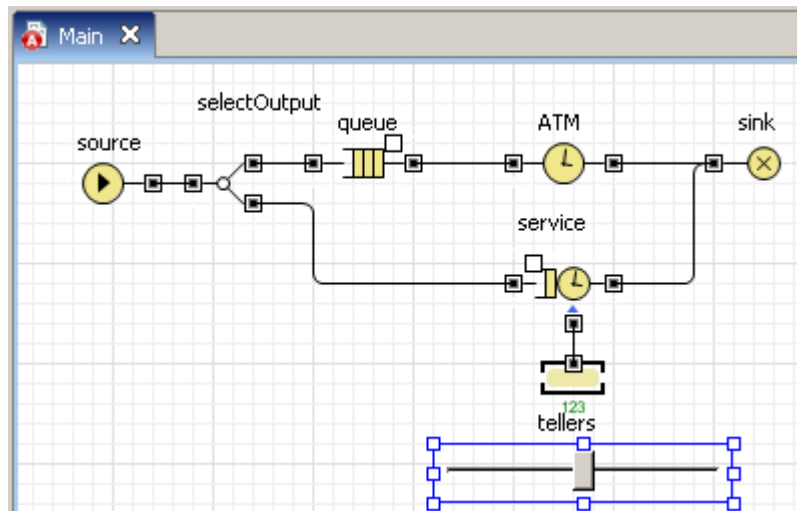 Main
selectOutput
queue
ATM
sink
source
service
123
tellers